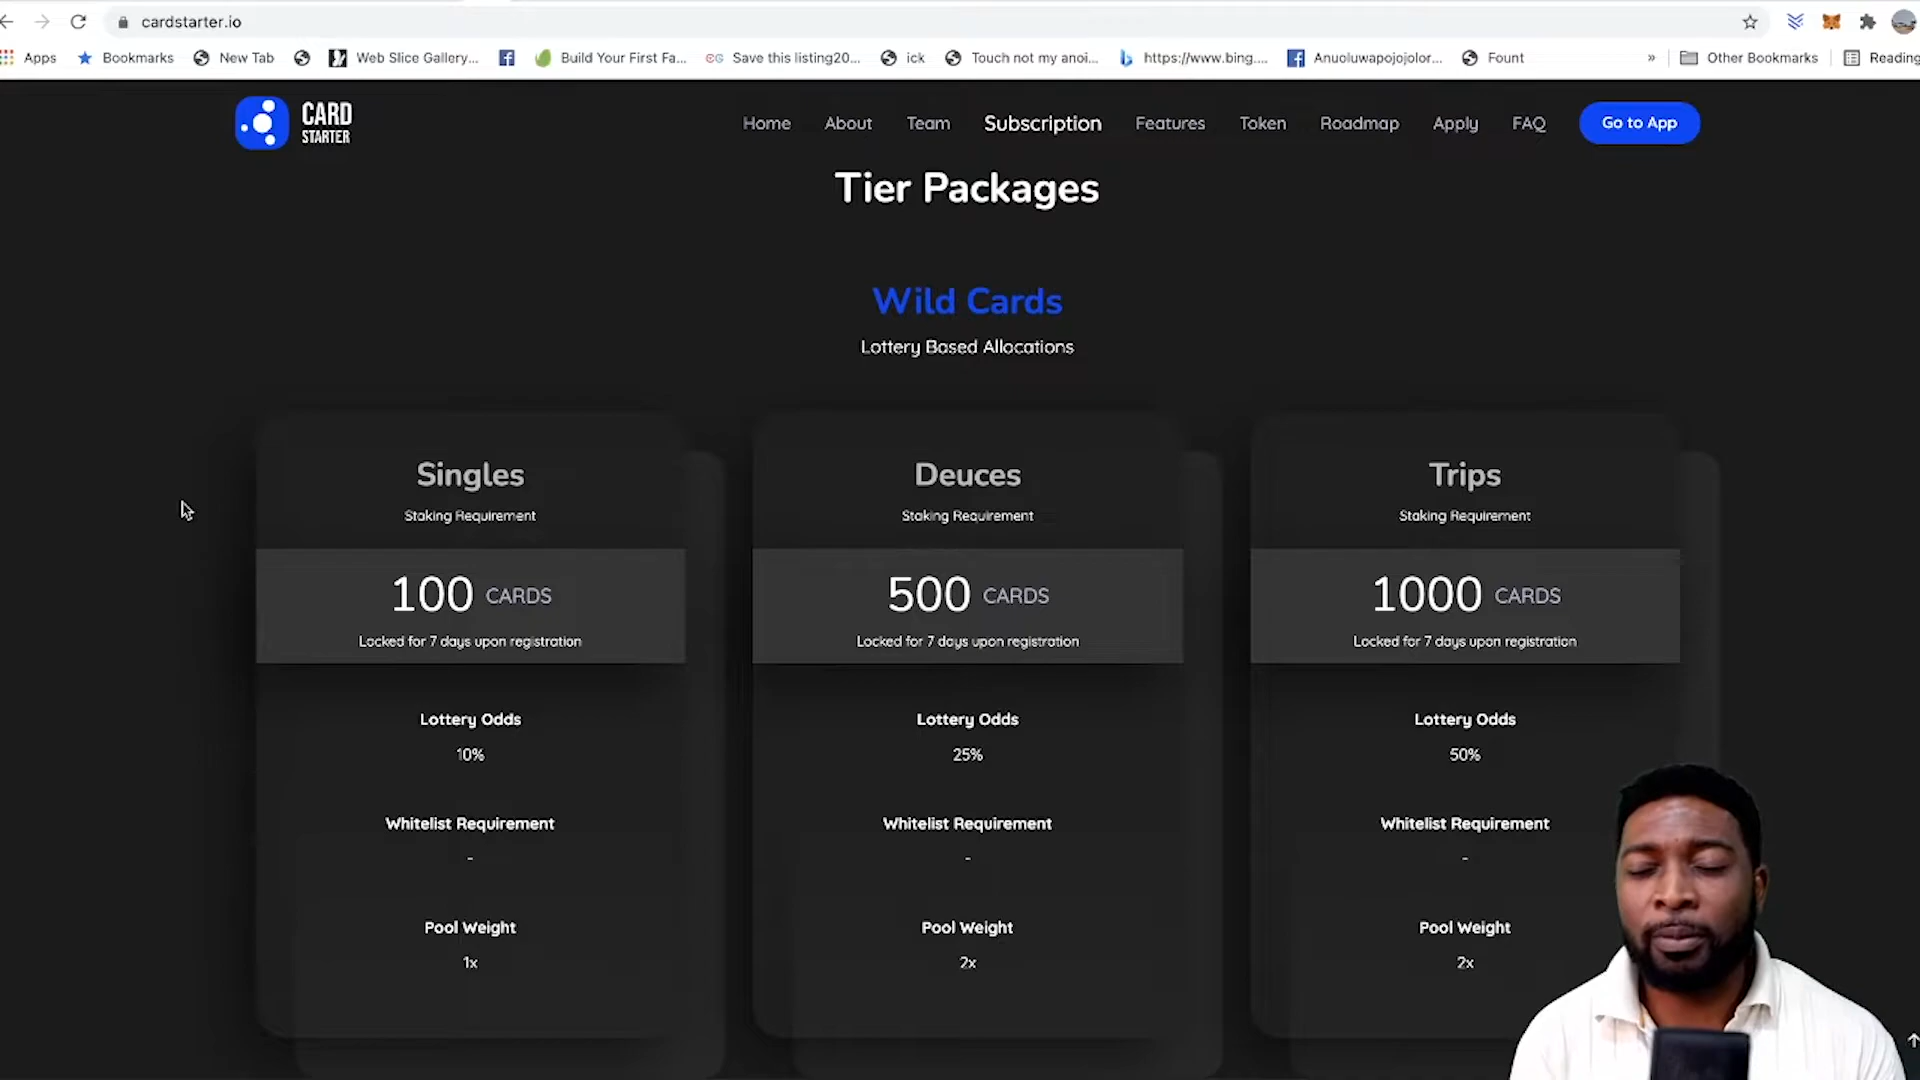 cardstarter.io
Apps Bookmarks New Tab Web Slice Gallery... Build Your First Fa... Save this listing20... ick Touch not my anoi... https://www.bing.... Anuoluwapojojolor... Fount » Other Bookmarks Reading
CARD
STARTER
Home About Team Subscription Features Token Roadmap Apply FAQ Go to App
Tier Packages
Wild Cards
Lottery Based Allocations
Singles
Staking Requirement
100 CARDS
Locked for 7 days upon registration
Lottery Odds
10%
Whitelist Requirement
-
Pool Weight
1x
Deuces
Staking Requirement
500 CARDS
Locked for 7 days upon registration
Lottery Odds
25%
Whitelist Requirement
-
Pool Weight
2x
Trips
Staking Requirement
1000 CARDS
Locked for 7 days upon registration
Lottery Odds
50%
Whitelist Requirement
-
Pool Weight
2x